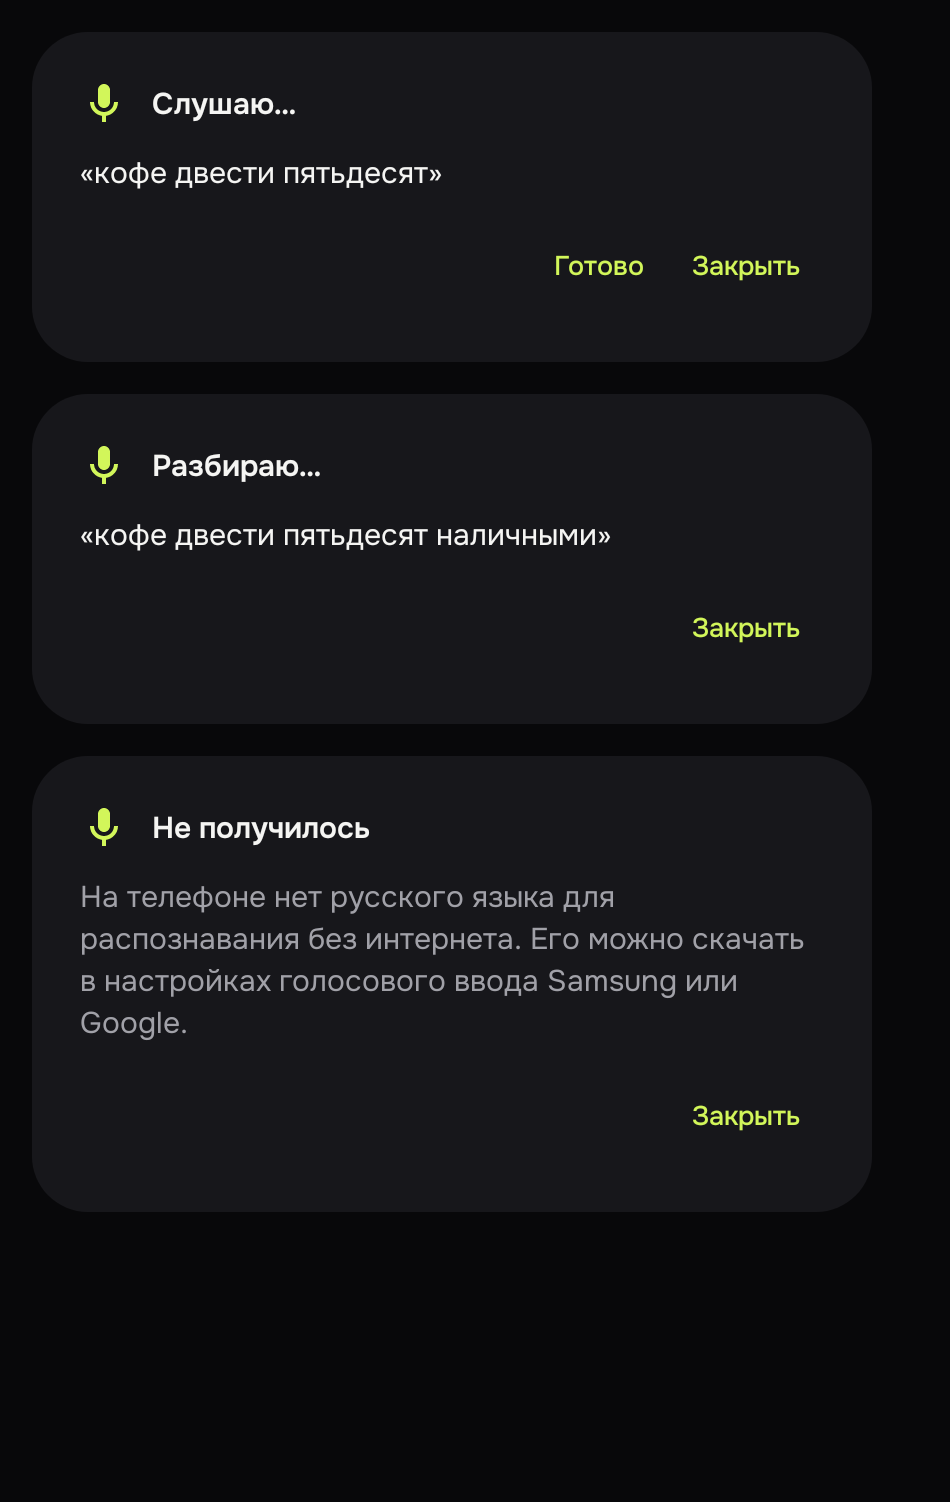 Слушаю...
«кофе двести пятьдесят»
Готово Закрыть
Разбираю...
«кофе двести пятьдесят наличными»
Закрыть
Не получилось
На телефоне нет русского языка для
распознавания без интернета. Его можно скачать
в настройках голосового ввода Samsung или
Google.
Закрыть